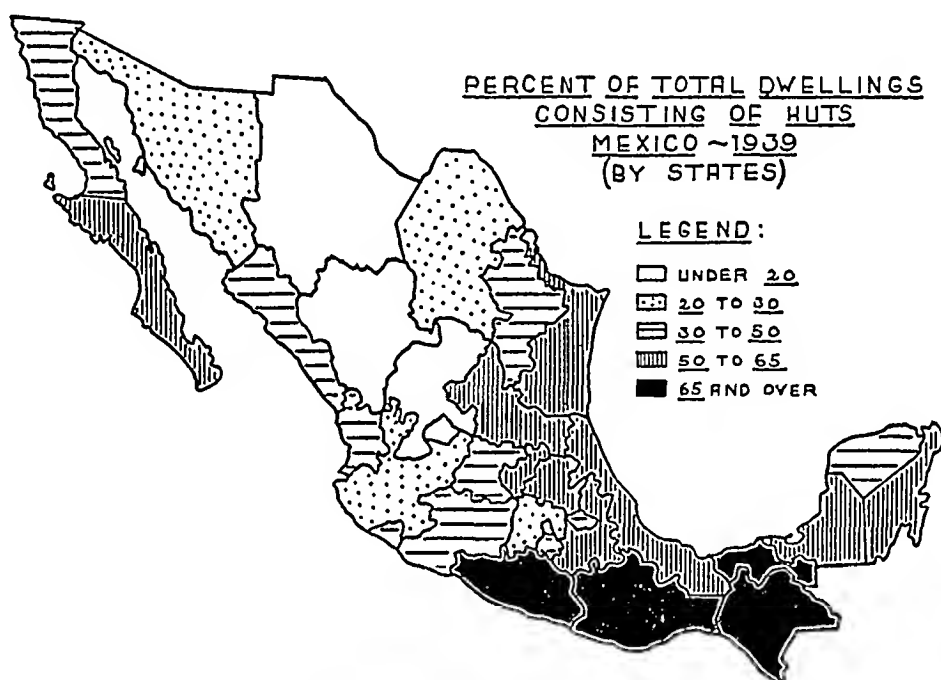 PERCENT OF TOTAL DWELLINGS
CONSISTING OF HUTS
MEXICO ~ 1939
(BY STATES)
LEGEND:
UNDER 20
20 TO 30
30 TO 50
50 TO 65
65 AND OVER